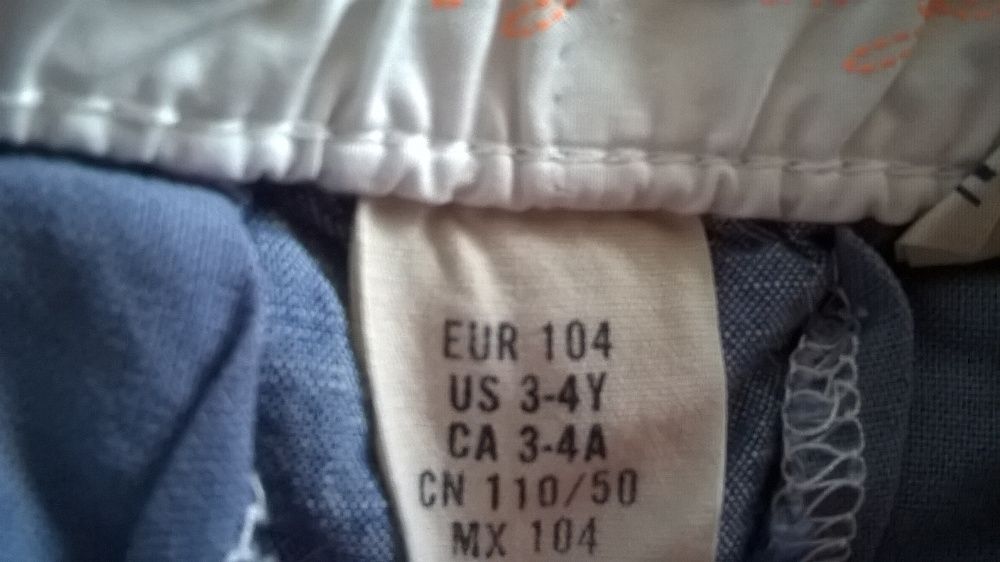 EUR 104
US 3-4Y
CA 3-4A
CN 110/50
MX 104